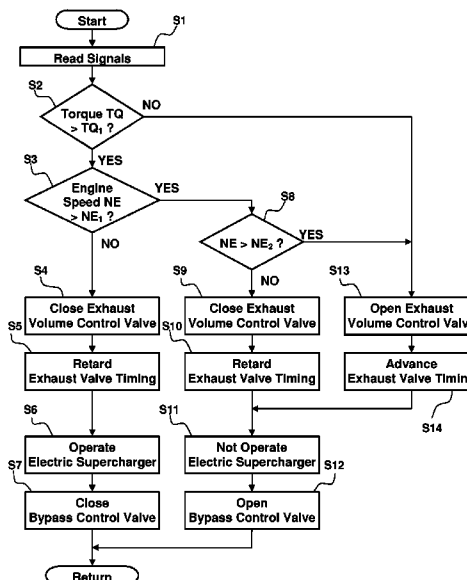 Start
S1
Read Signals
S2
Torque TQ
> TQ₁ ?
NO
YES
S3
Engine
Speed NE
> NE₁ ?
YES
NO
S8
NE > NE₂ ?
YES
NO
S4
Close Exhaust
Volume Control Valve
S9
Close Exhaust
Volume Control Valve
S13
Open Exhaust
Volume Control Valve
S5
Retard
Exhaust Valve Timing
S10
Retard
Exhaust Valve Timing
Advance
Exhaust Valve Timing
S14
S6
Operate
Electric Supercharger
S11
Not Operate
Electric Supercharger
S7
Close
Bypass Control Valve
S12
Open
Bypass Control Valve
Return